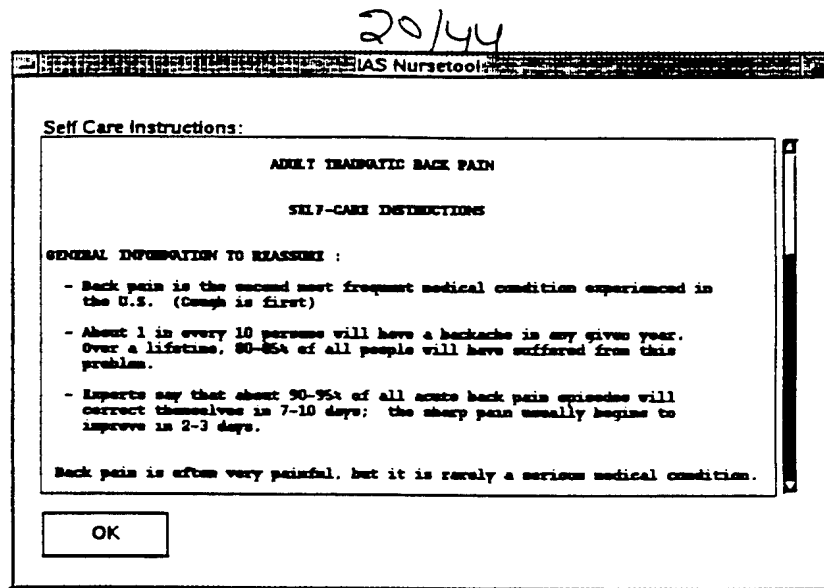 20/44
IAS Nursetool
Self Care Instructions:
ADULT TRAUMATIC BACK PAIN
SELF-CARE INSTRUCTIONS
GENERAL INFORMATION TO REASSURE :
- Back pain is the second most frequent medical condition experienced in
the U.S. (Cough is first)
- About 1 in every 10 persons will have a backache in any given year.
Over a lifetime, 80-85% of all people will have suffered from this
problem.
- Experts say that about 90-95% of all acute back pain episodes will
correct themselves in 7-10 days; the sharp pain usually begins to
improve in 2-3 days.
Back pain is often very painful, but it is rarely a serious medical condition.
OK